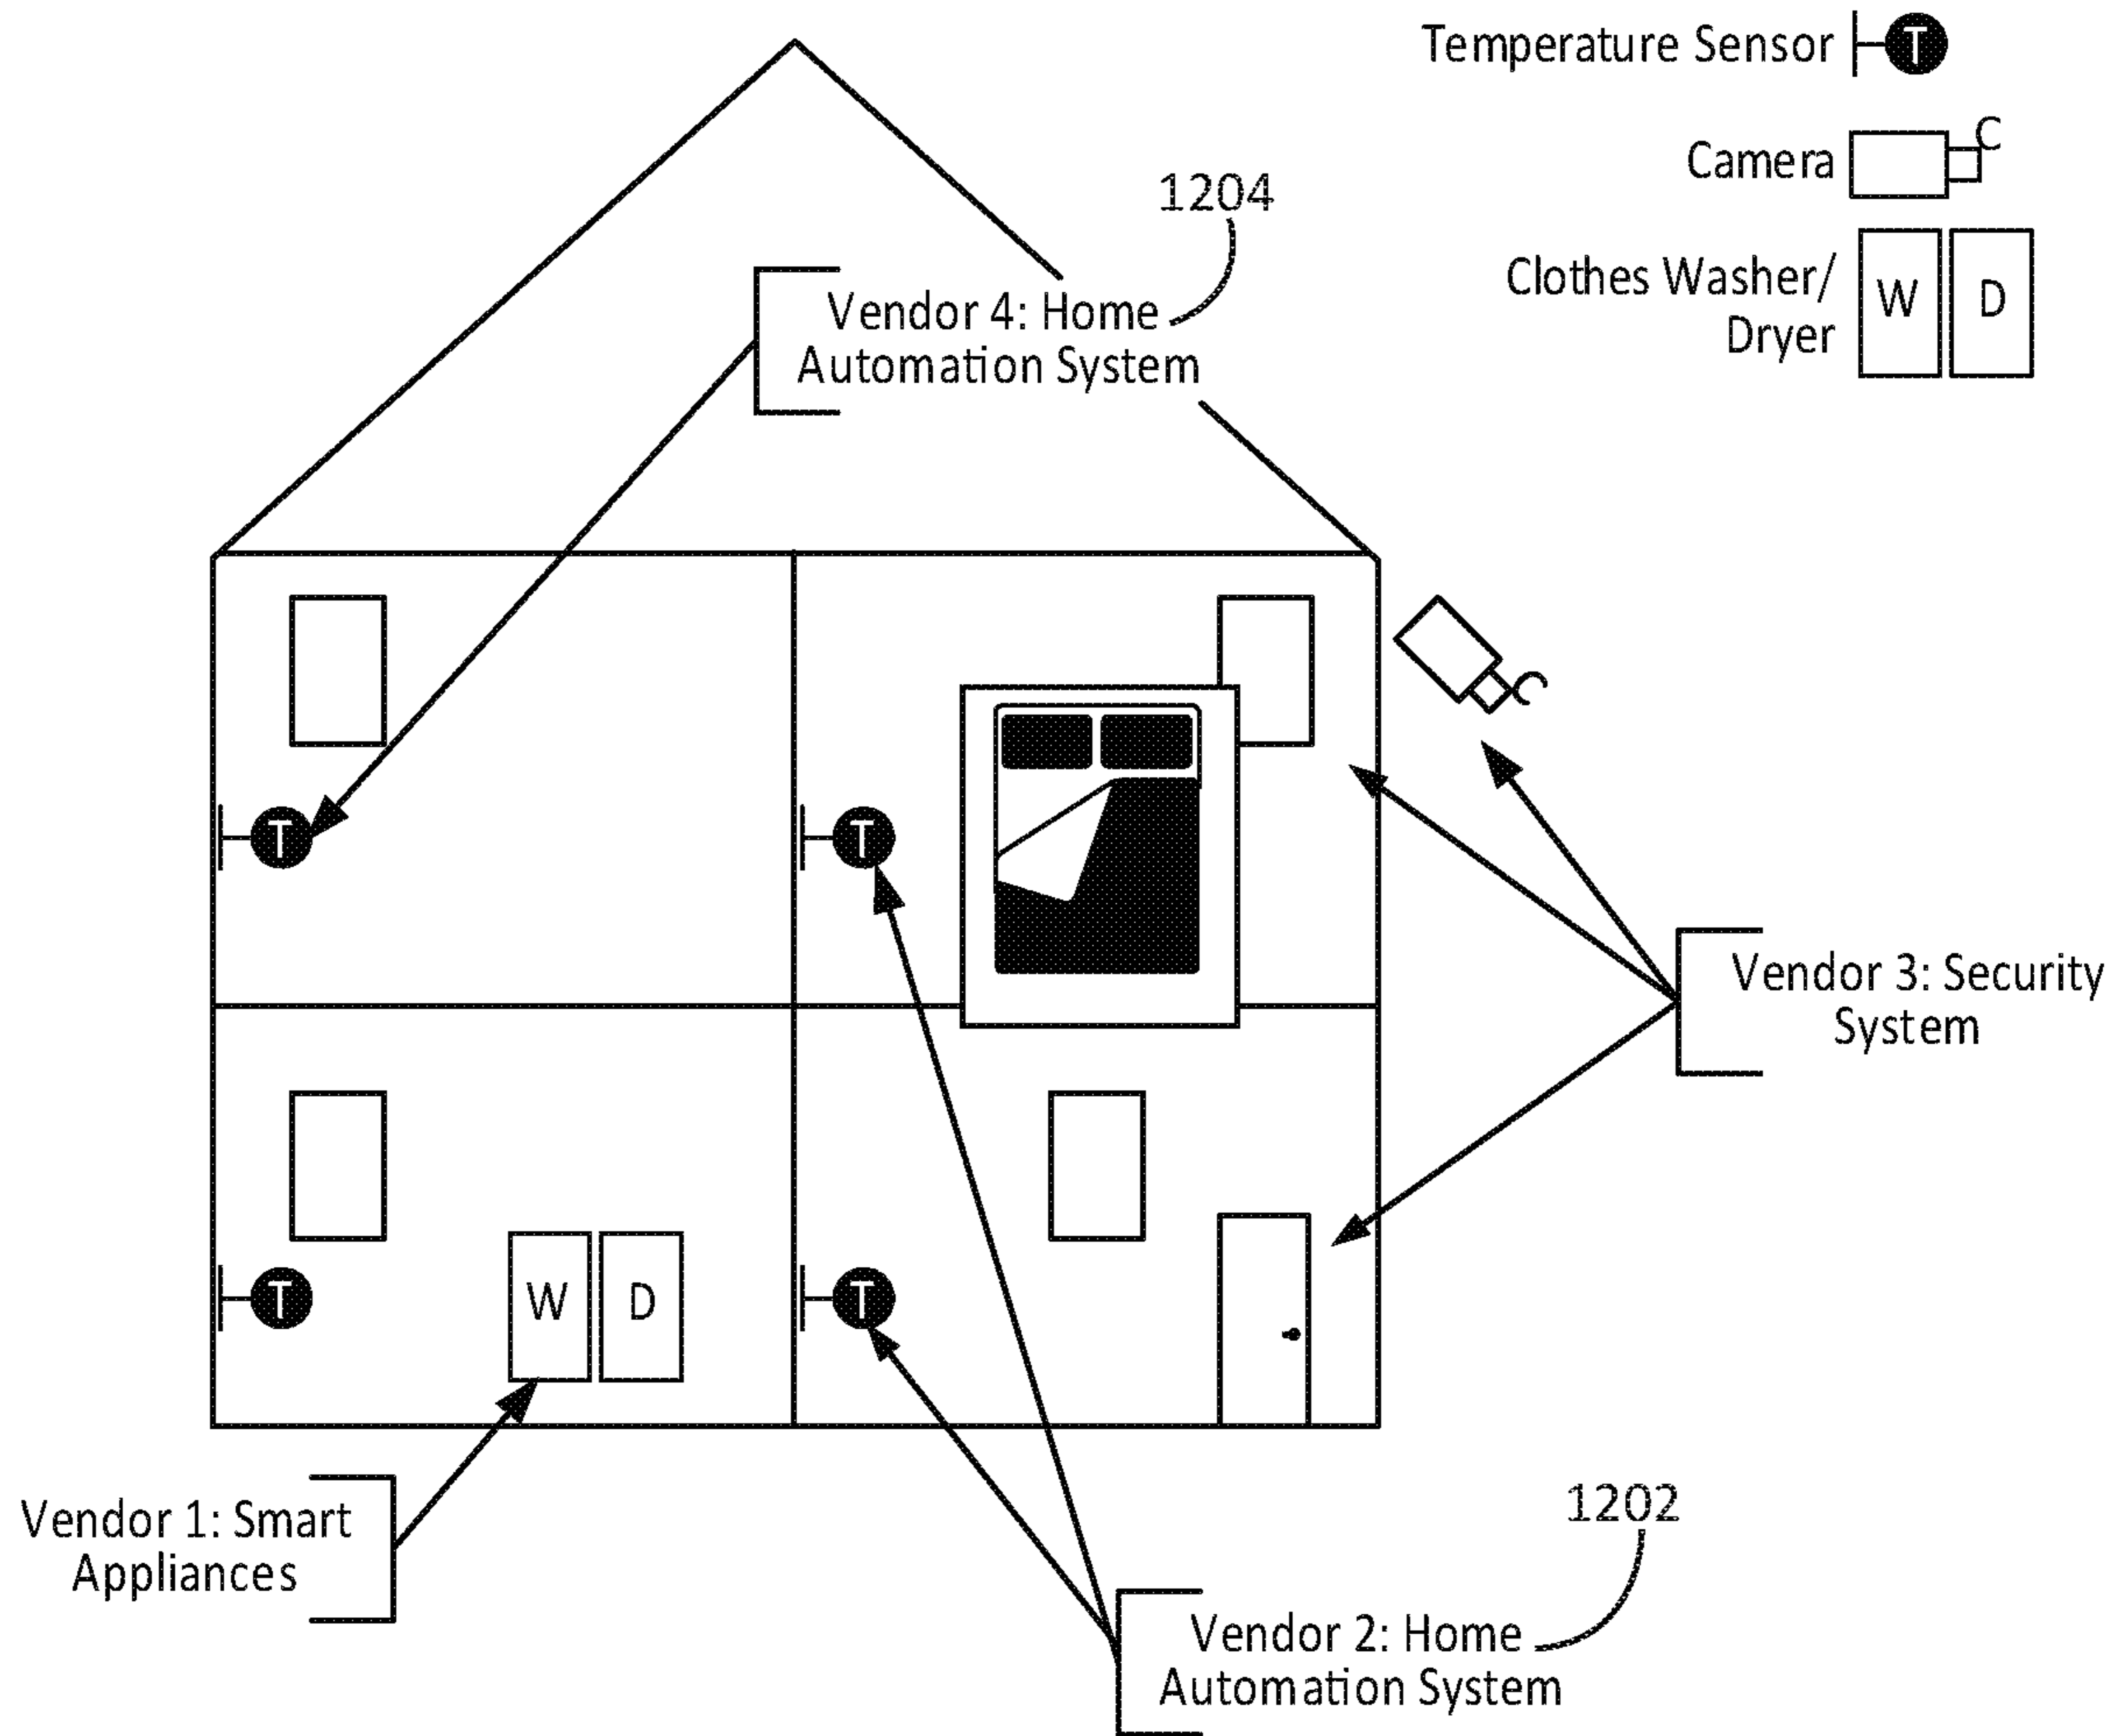 Temperature Sensor
T
Camera
C
Clothes Washer/
Dryer
W D
1204
Vendor 4: Home
Automation System
C
T T
Vendor 3: Security
System
T W D T
Vendor 1: Smart
Appliances
1202
Vendor 2: Home
Automation System